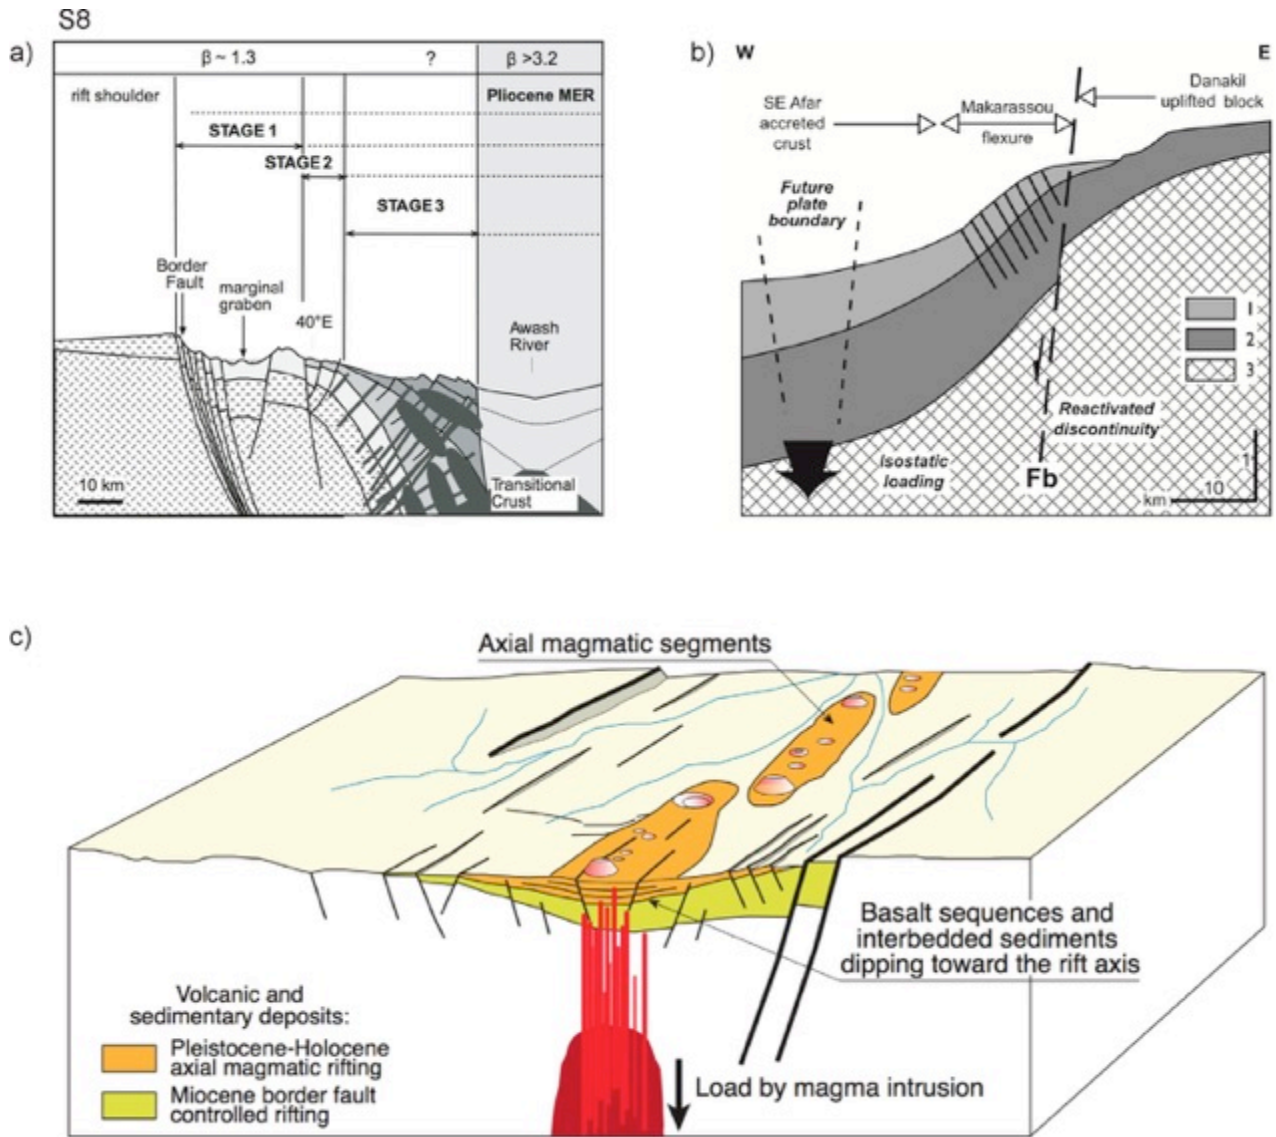 S8
a)
β ~ 1.3
?
β >3.2
rift shoulder
Pliocene MER
STAGE 1
STAGE 2
STAGE 3
Border
Fault
marginal
graben
40°E
Awash
River
10 km
Transitional
Crust
b)
W
E
SE Afar
accreted
crust
Makarassou
flexure
Danakil
uplifted block
Future
plate
boundary
1
2
3
Reactivated
discontinuity
Isostatic
loading
Fb
1
km
10
c)
Axial magmatic segments
Basalt sequences and
interbedded sediments
dipping toward the rift axis
Volcanic and
sedimentary deposits:
Pleistocene-Holocene
axial magmatic rifting
Miocene border fault
controlled rifting
Load by magma intrusion